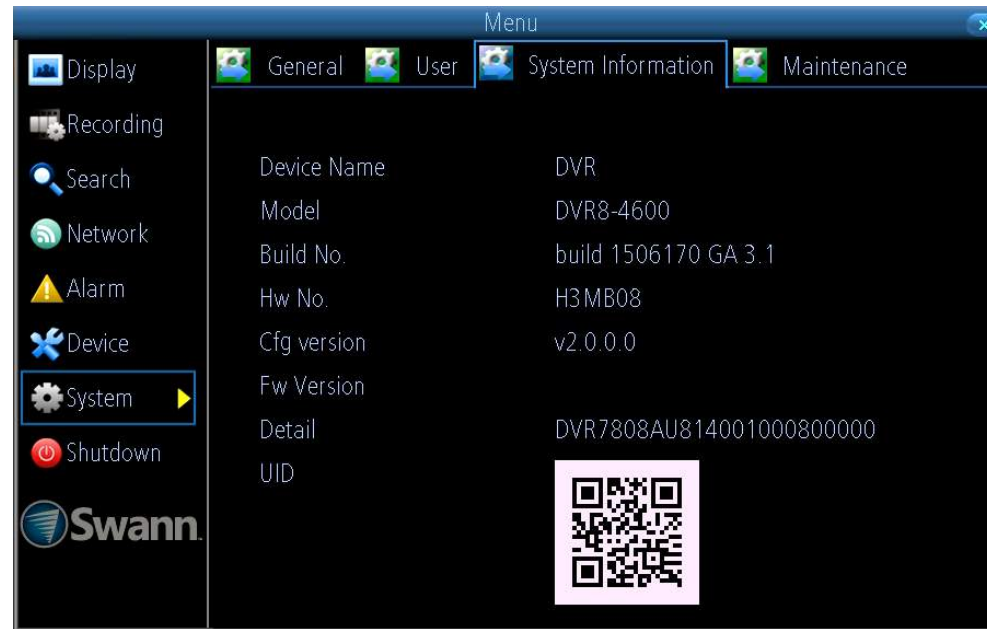 Menu
Display
Recording
Search
Network
Alarm
Device
System
Shutdown
Swann.
General User System Information Maintenance
Device Name DVR
Model DVR8-4600
Build No. build 1506170 GA 3.1
Hw No. H3MB08
Cfg version v2.0.0.0
Fw Version
Detail DVR7808AU814001000800000
UID